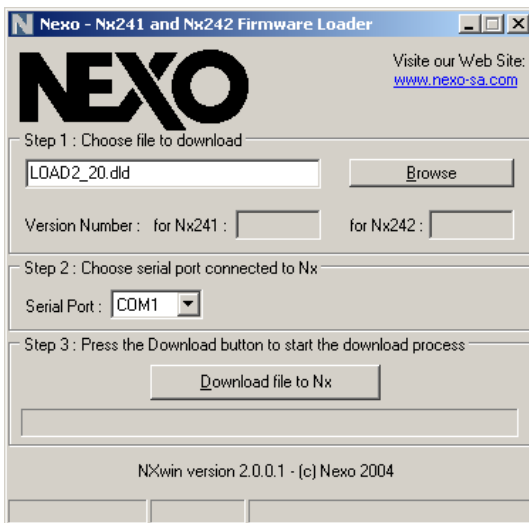 Nexo - Nx241 and Nx242 Firmware Loader
NEXO
Visite our Web Site:
www.nexo-sa.com
Step 1 : Choose file to download
LOAD2_20.dld
Browse
Version Number : for Nx241 : for Nx242 :
Step 2 : Choose serial port connected to Nx
Serial Port : COM1
Step 3 : Press the Download button to start the download process
Download file to Nx
NXwin version 2.0.0.1 - (c) Nexo 2004